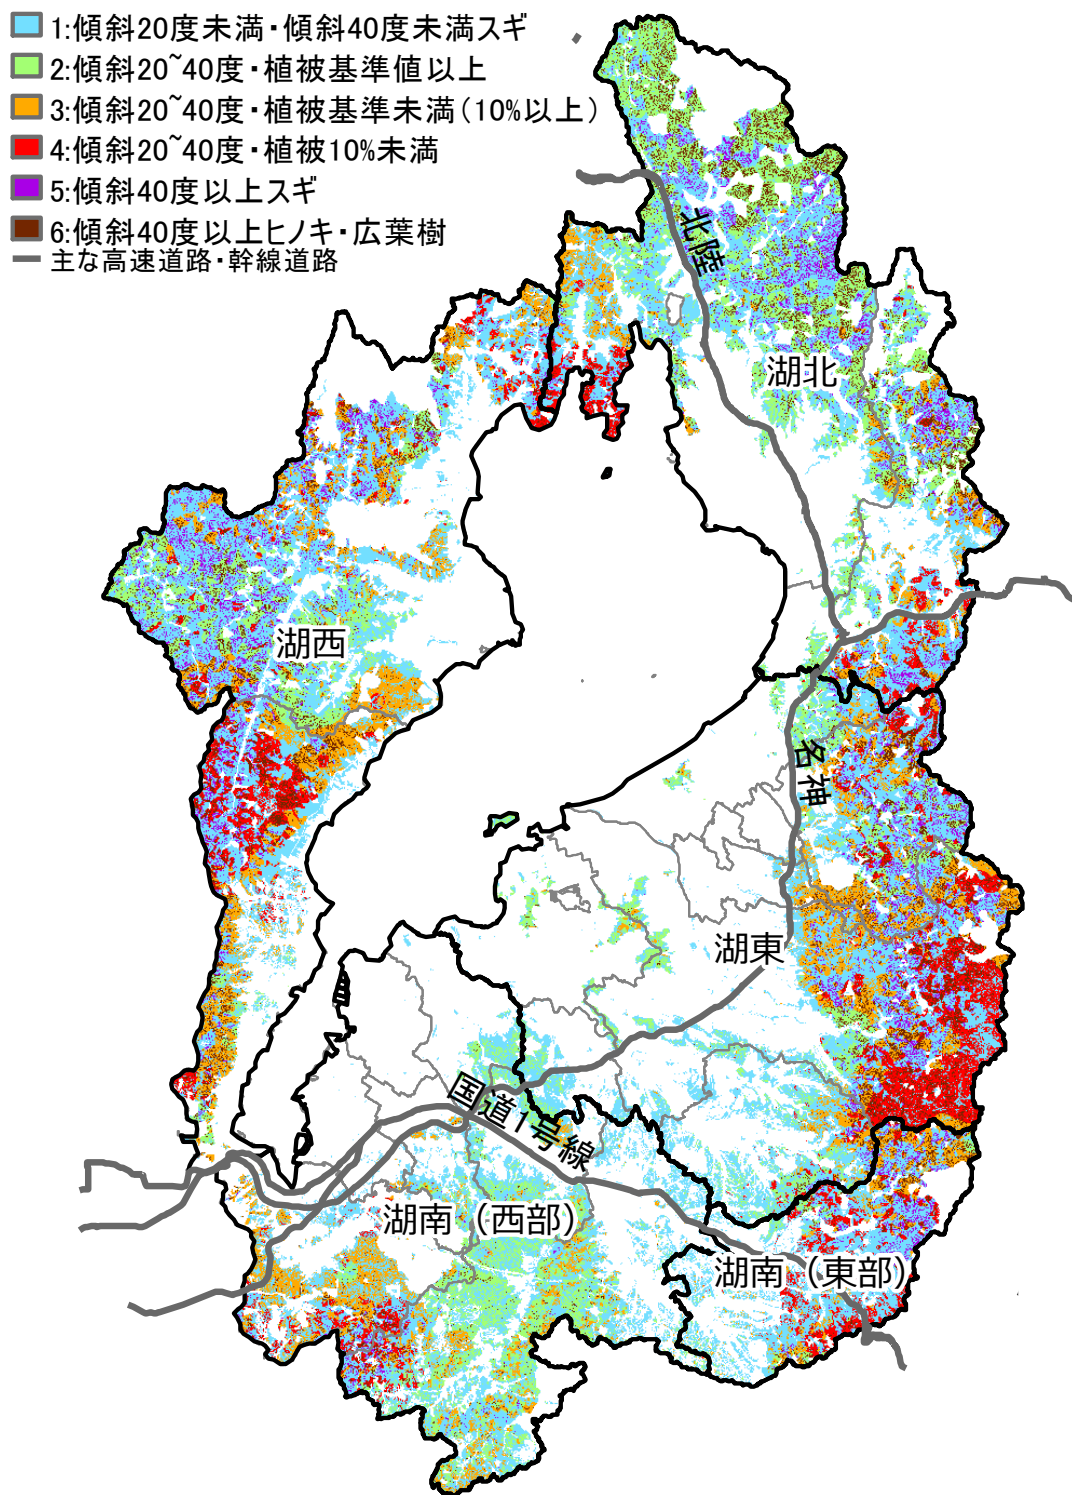 1:傾斜20度未満・傾斜40度未満スギ
2:傾斜20~40度・植被基準値以上
3:傾斜20~40度・植被基準未満(10%以上)
4:傾斜20~40度・植被10%未満
5:傾斜40度以上スギ
6:傾斜40度以上ヒノキ・広葉樹
主な高速道路・幹線道路
北陸
湖北
湖西
名神
湖東
国道1号線
湖南（西部）
湖南（東部）